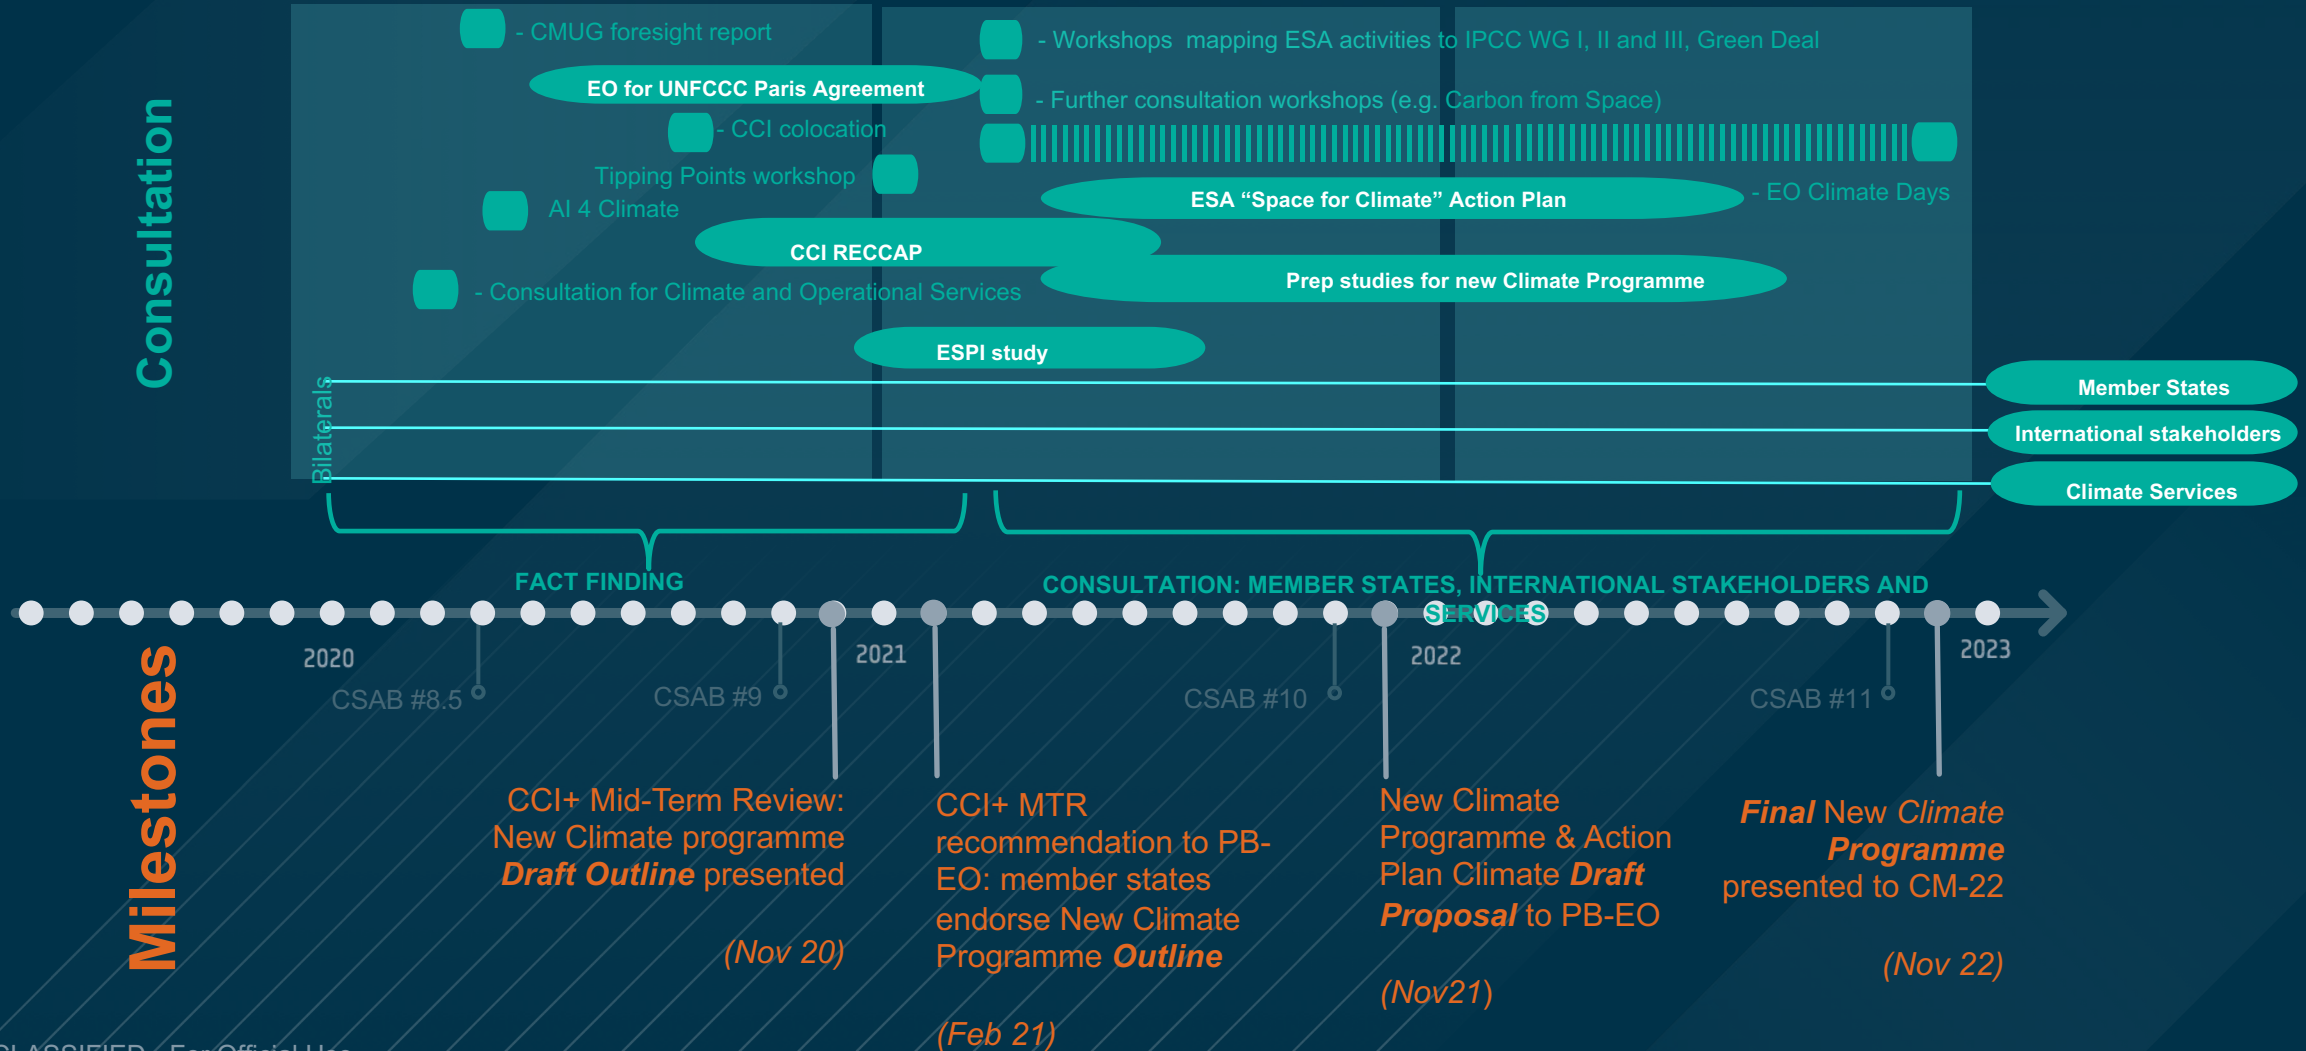 Consultation
- CMUG foresight report
- Workshops mapping ESA activities to IPCC WG I, II and III, Green Deal
EO for UNFCCC Paris Agreement
- Further consultation workshops (e.g. Carbon from Space)
- CCI colocation
Tipping Points workshop
ESA “Space for Climate” Action Plan
- EO Climate Days
AI 4 Climate
CCI RECCAP
Prep studies for new Climate Programme
- Consultation for Climate and Operational Services
ESPI study
Bilaterals
Member States
International stakeholders
Climate Services
FACT FINDING
CONSULTATION: MEMBER STATES, INTERNATIONAL STAKEHOLDERS AND
SERVICES
Milestones
2020
2021
2022
2023
CSAB #8.5
CSAB #9
CSAB #10
CSAB #11
CCI+ Mid-Term Review:
New Climate programme
Draft Outline presented
(Nov 20)
CCI+ MTR
recommendation to PB-
EO: member states
endorse New Climate
Programme Outline
(Feb 21)
New Climate
Programme & Action
Plan Climate Draft
Proposal to PB-EO
(Nov21)
Final New Climate
Programme
presented to CM-22
(Nov 22)
For Official Use